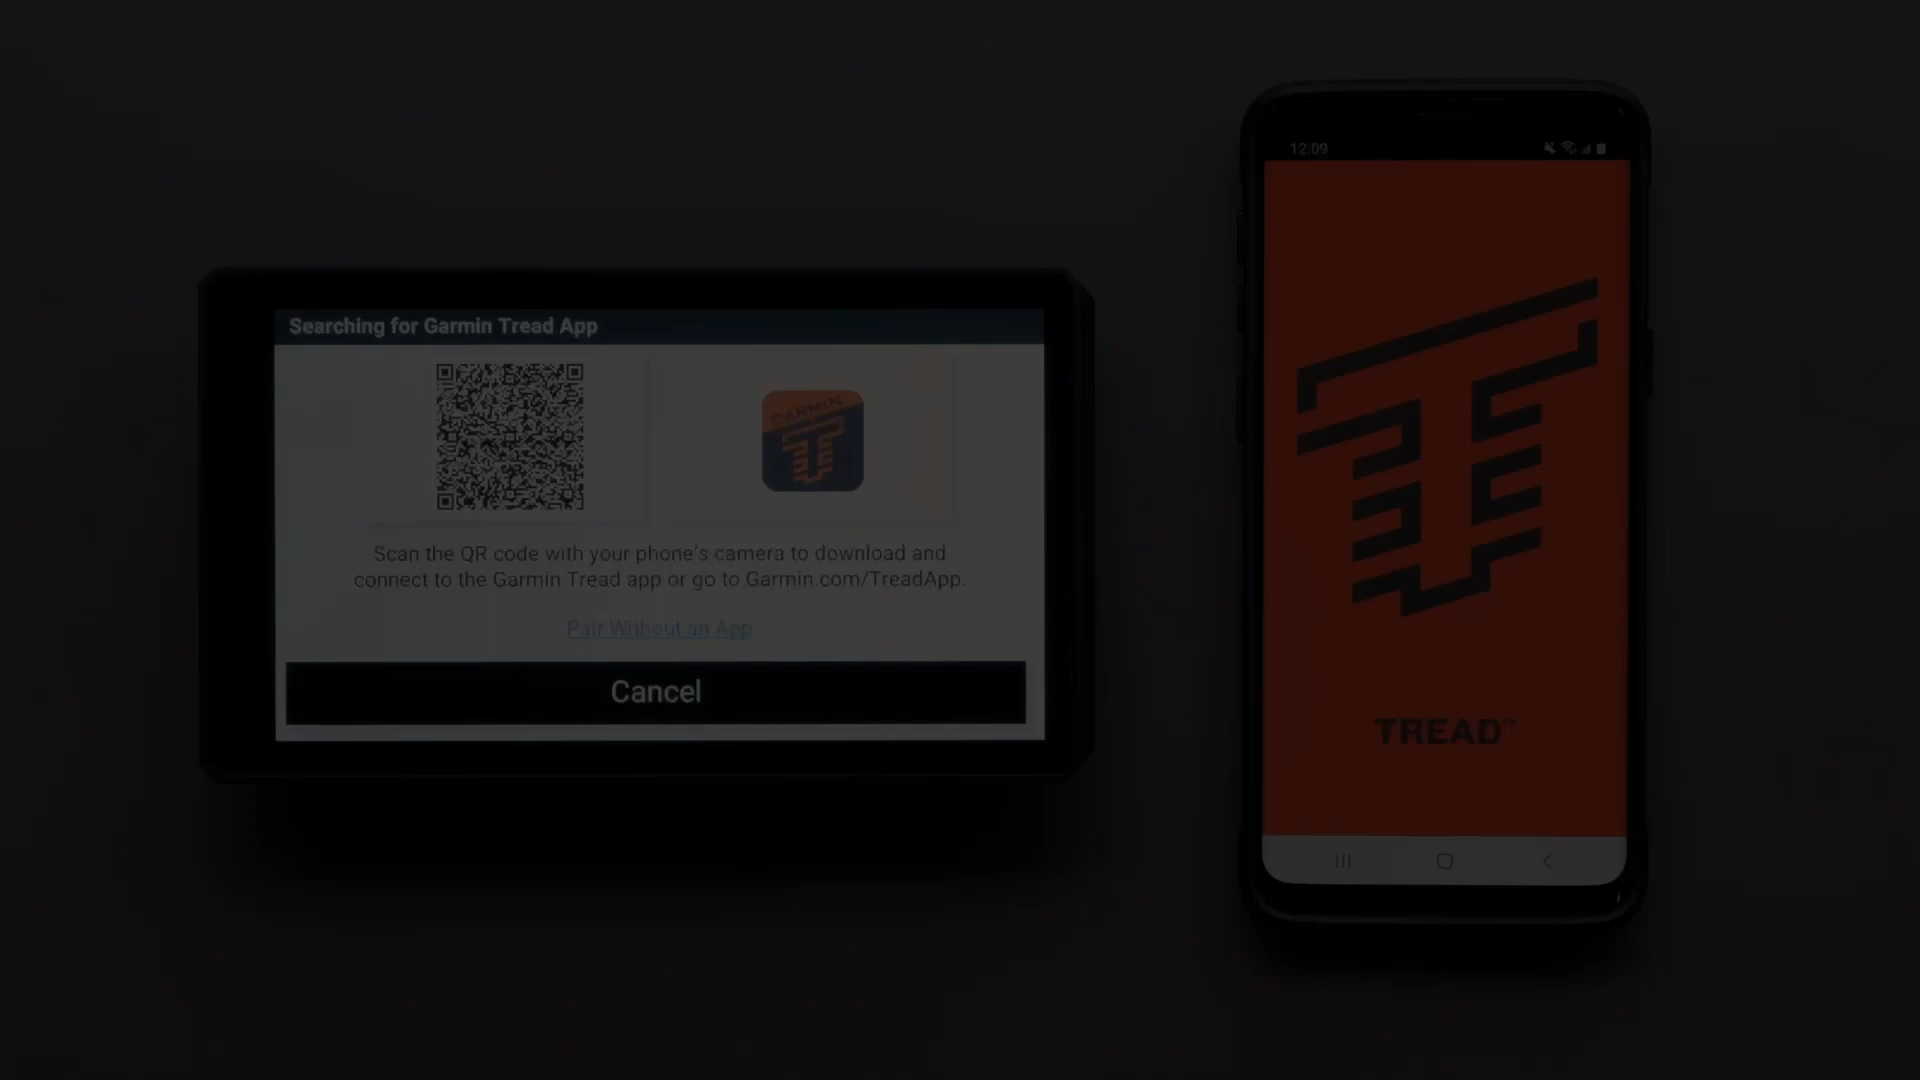 Searching for Garmin Tread App
GARMIN
Scan the QR code with your phone's camera to download and
connect to the Garmin Tread app or go to Garmin.com/TreadApp.
Pair Without an App
Cancel
12:09
TREAD™